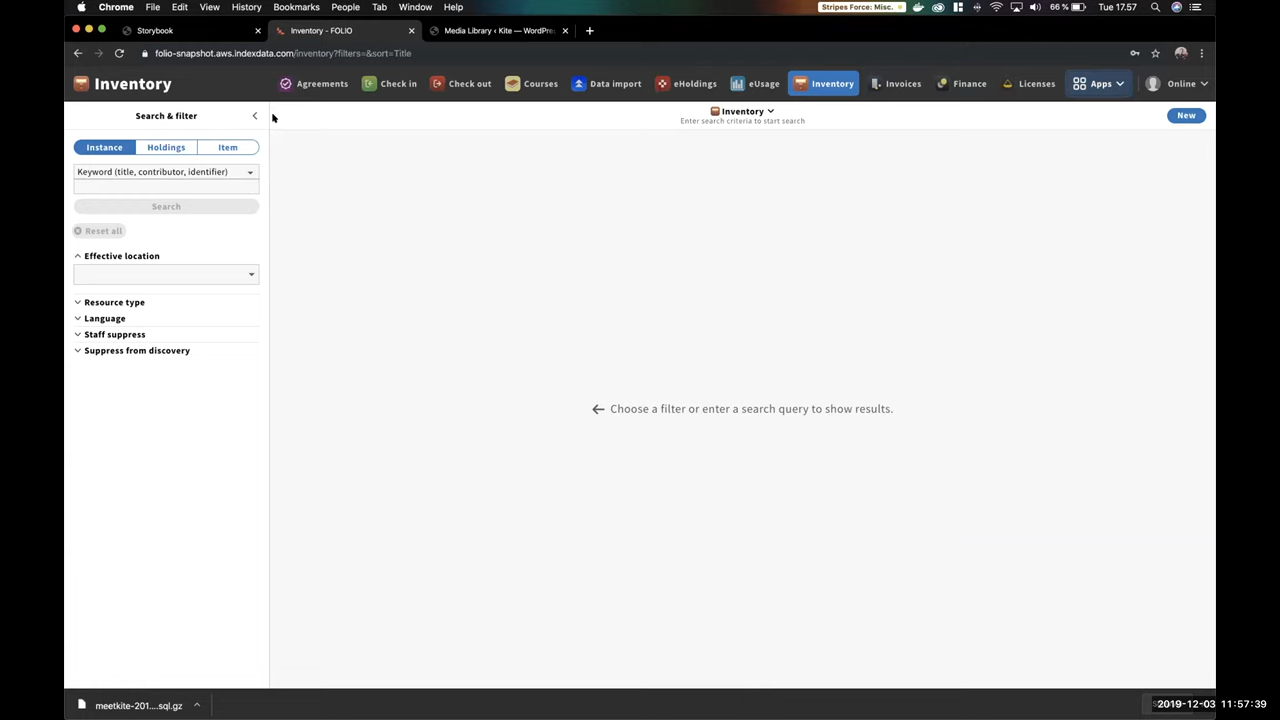 Chrome File Edit View History Bookmarks People Tab Window Help Stripes Force: Misc. 66 % Tue 17.57
Storybook Inventory - FOLIO Media Library ‹ Kite — WordPre
folio-snapshot.aws.indexdata.com/inventory?filters=&sort=Title
Inventory Agreements Check in Check out Courses Data import eHoldings eUsage Inventory Invoices Finance Licenses Apps Online
Search & filter
Inventory
Enter search criteria to start search
New
Instance Holdings Item
Keyword (title, contributor, identifier)
Search
Reset all
Effective location
Resource type
Language
Staff suppress
Suppress from discovery
Choose a filter or enter a search query to show results.
meetkite-201....sql.gz
2019-12-03 11:57:39